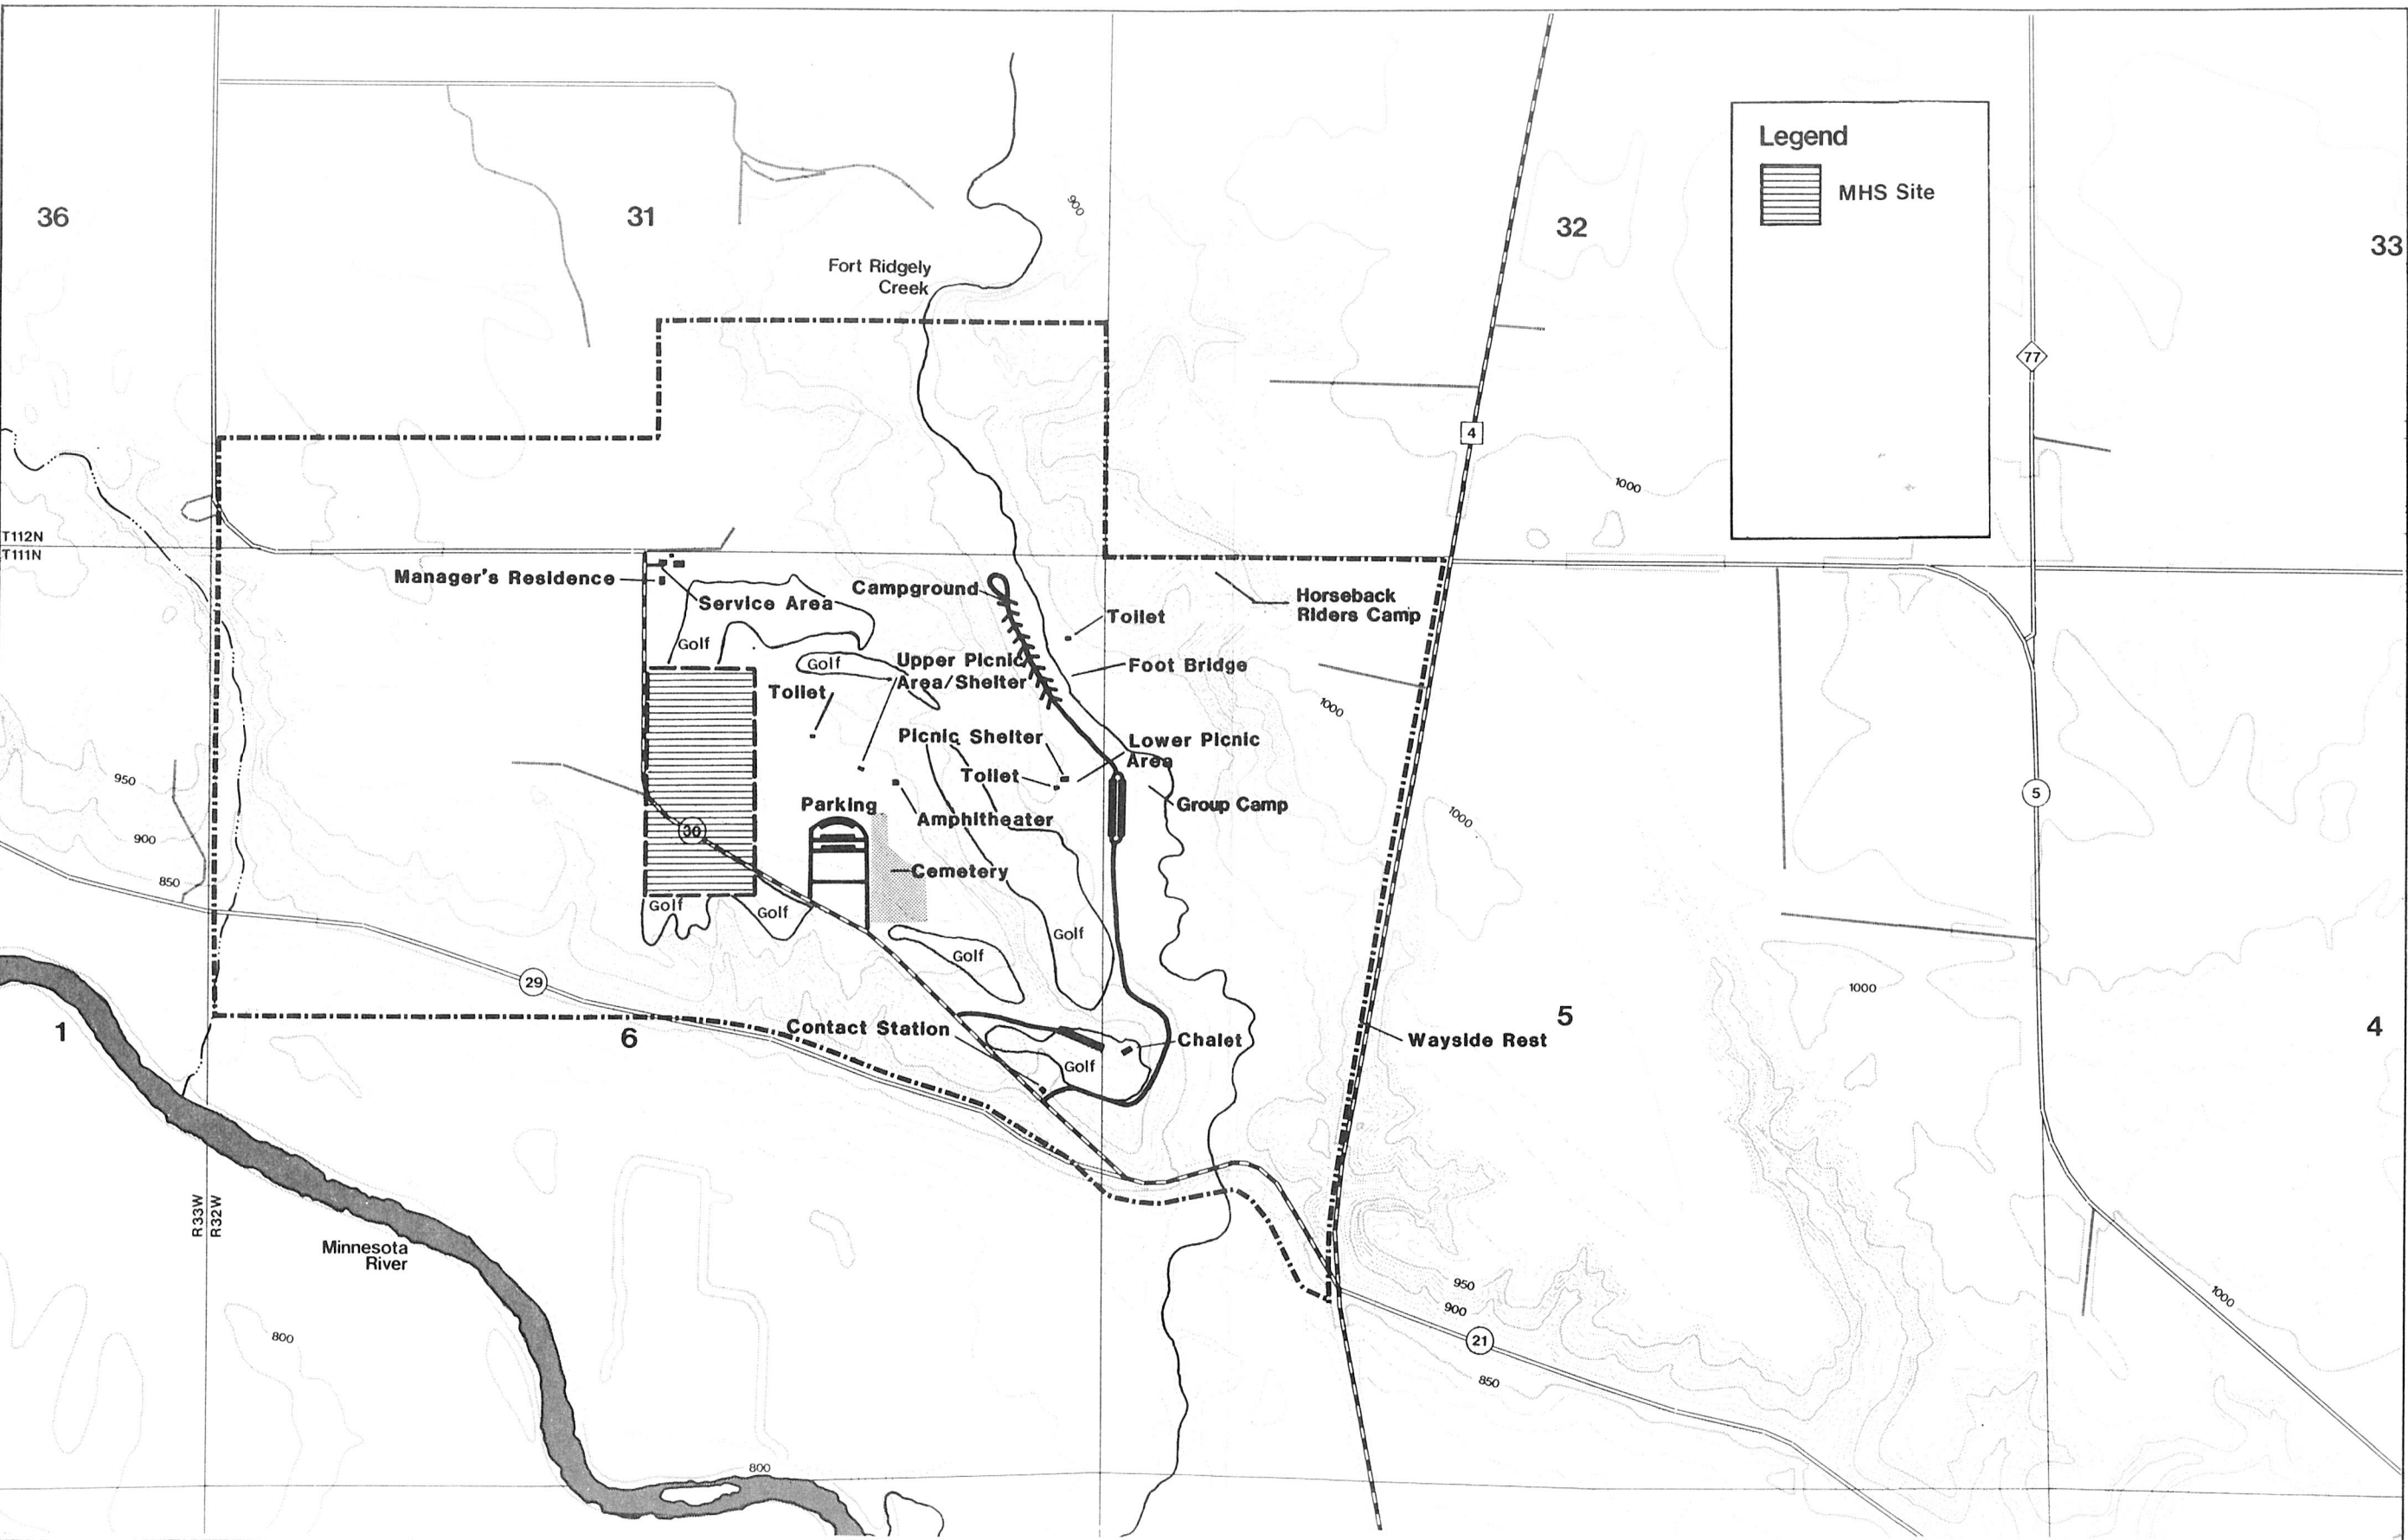 Legend
MHS Site
36
31
32
33
900
Fort Ridgely
Creek
77
4
1000
T112N
T111N
Manager's Residence
Service Area
Campground
Toilet
Horseback
Riders Camp
Golf
Golf
Upper Picnic
Area/Shelter
Foot Bridge
Toilet
1000
Picnic Shelter
Lower Picnic
Area
Toilet
950
Parking
Amphitheater
Group Camp
5
1000
30
900
Cemetery
850
Golf
Golf
Golf
Golf
29
1000
1
6
Contact Station
Chalet
Golf
5
Wayside Rest
4
R33W
R32W
Minnesota
River
950
900
1000
800
21
850
800